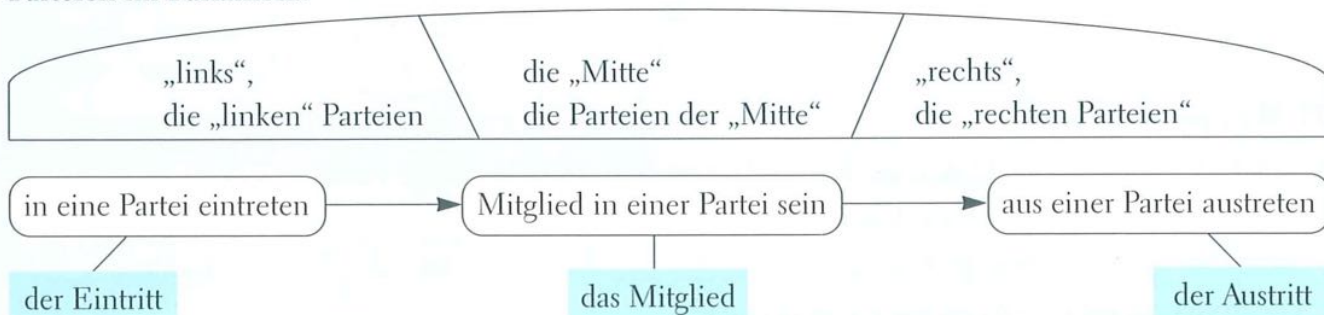 „links“,
die „linken“ Parteien
die „Mitte“
die Parteien der „Mitte“
„rechts“,
die „rechten Parteien“
in eine Partei eintreten
Mitglied in einer Partei sein
aus einer Partei austreten
der Eintritt
das Mitglied
der Austritt